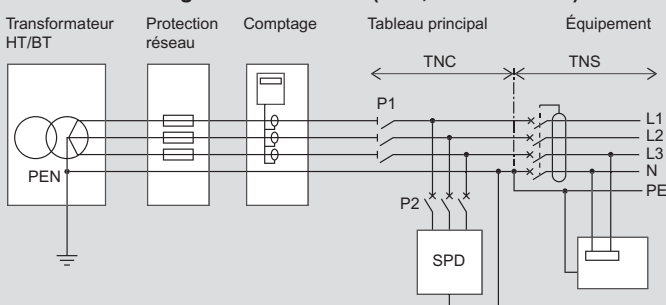 Transformateur
HT/BT
Protection
réseau
Comptage
Tableau principal
Équipement
TNC
TNS
P1
L1
L2
L3
N
PE
PEN
P2
SPD